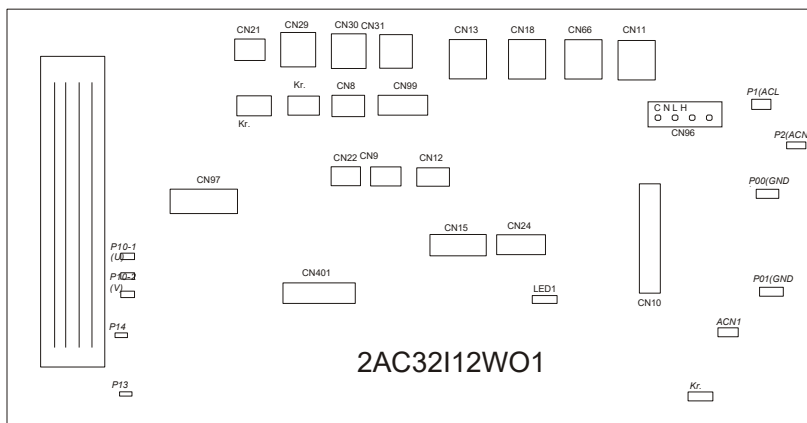 CN21 CN29 CN30 CN31 CN13 CN18 CN66 CN11
Kr. Kr. CN8 CN99
P1(ACL
C N L H
CN96
P2(ACN
CN22 CN9 CN12
CN97
P00(GND
CN15 CN24
P10-1
(U)
P10-2
(V)
CN401
LED1
CN10
P01(GND
P14
ACN1
2AC32I12WO1
P13
Kr.